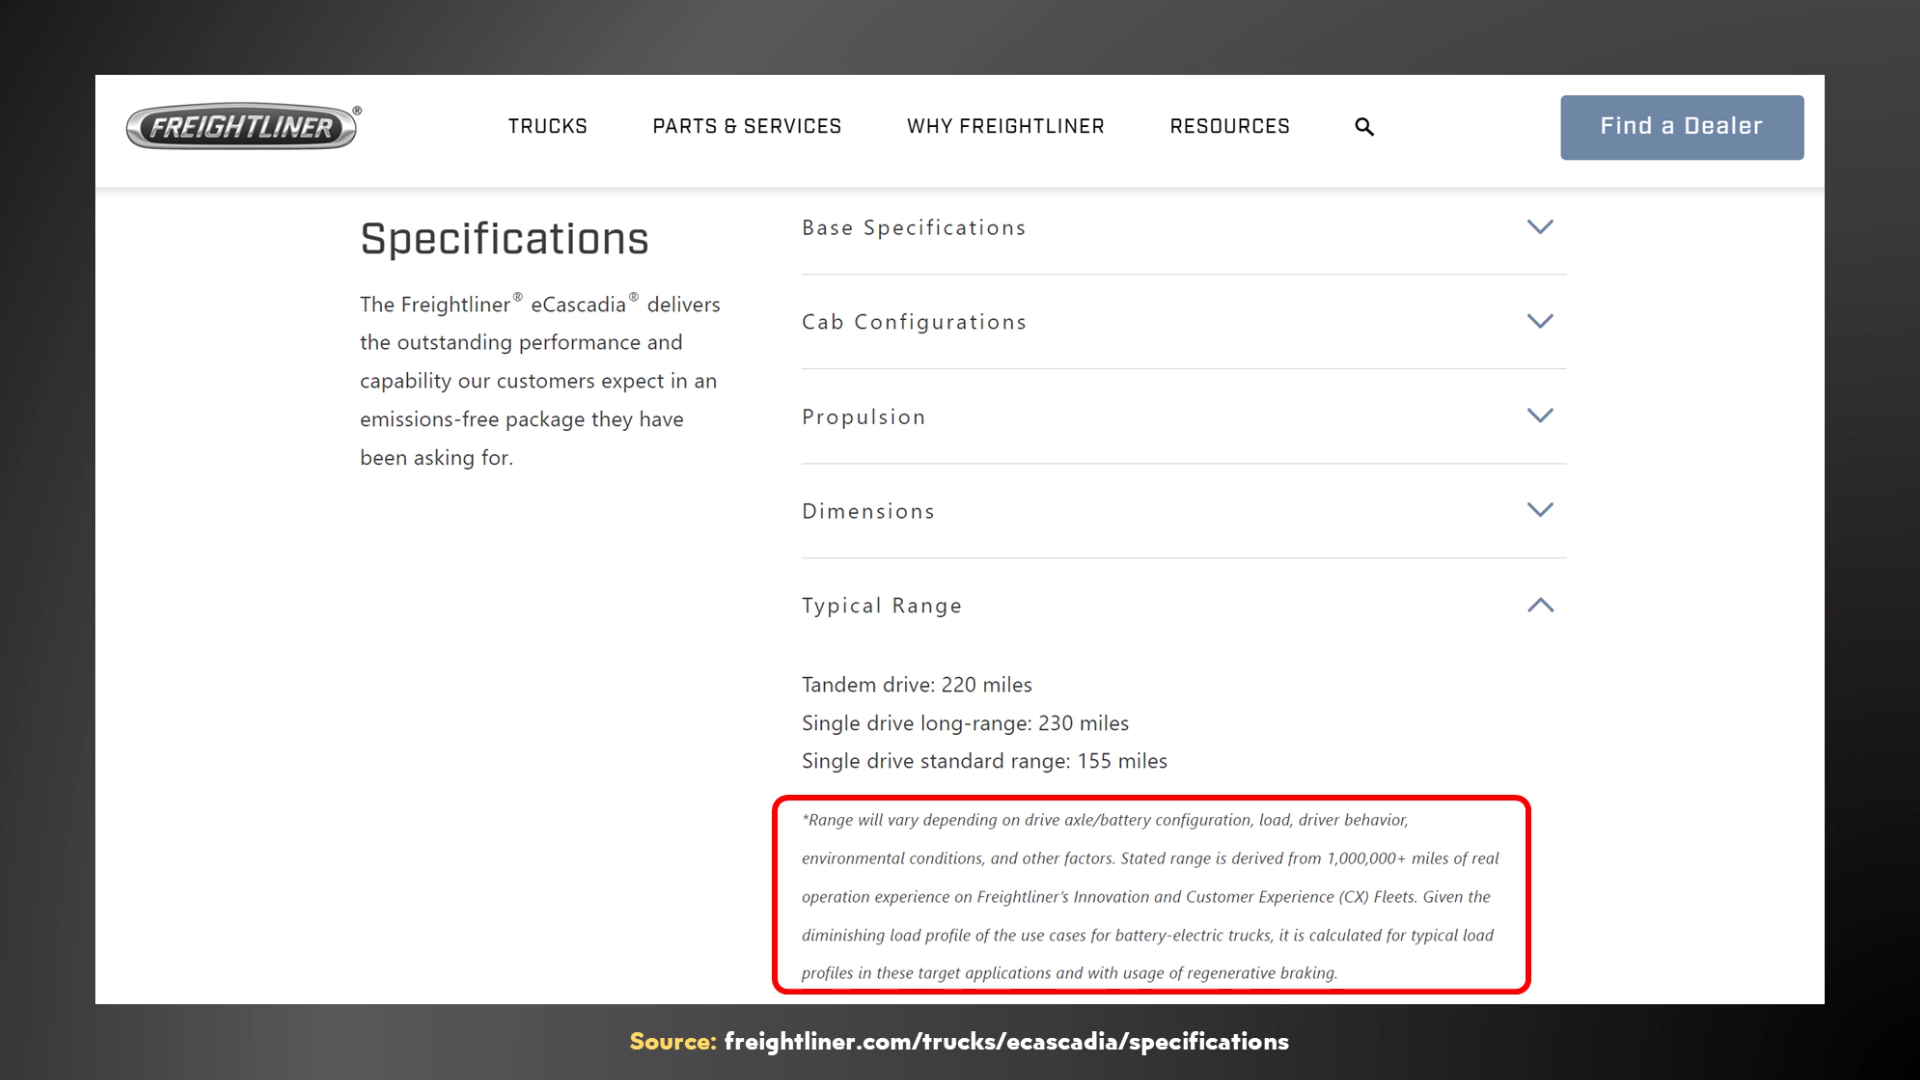 FREIGHTLINER®
TRUCKS
PARTS & SERVICES
WHY FREIGHTLINER
RESOURCES
Find a Dealer
Specifications
The Freightliner® eCascadia® delivers
the outstanding performance and
capability our customers expect in an
emissions-free package they have
been asking for.
Base Specifications
Cab Configurations
Propulsion
Dimensions
Typical Range
Tandem drive: 220 miles
Single drive long-range: 230 miles
Single drive standard range: 155 miles
*Range will vary depending on drive axle/battery configuration, load, driver behavior,
environmental conditions, and other factors. Stated range is derived from 1,000,000+ miles of real
operation experience on Freightliner's Innovation and Customer Experience (CX) Fleets. Given the
diminishing load profile of the use cases for battery-electric trucks, it is calculated for typical load
profiles in these target applications and with usage of regenerative braking.
Source: freightliner.com/trucks/ecascadia/specifications